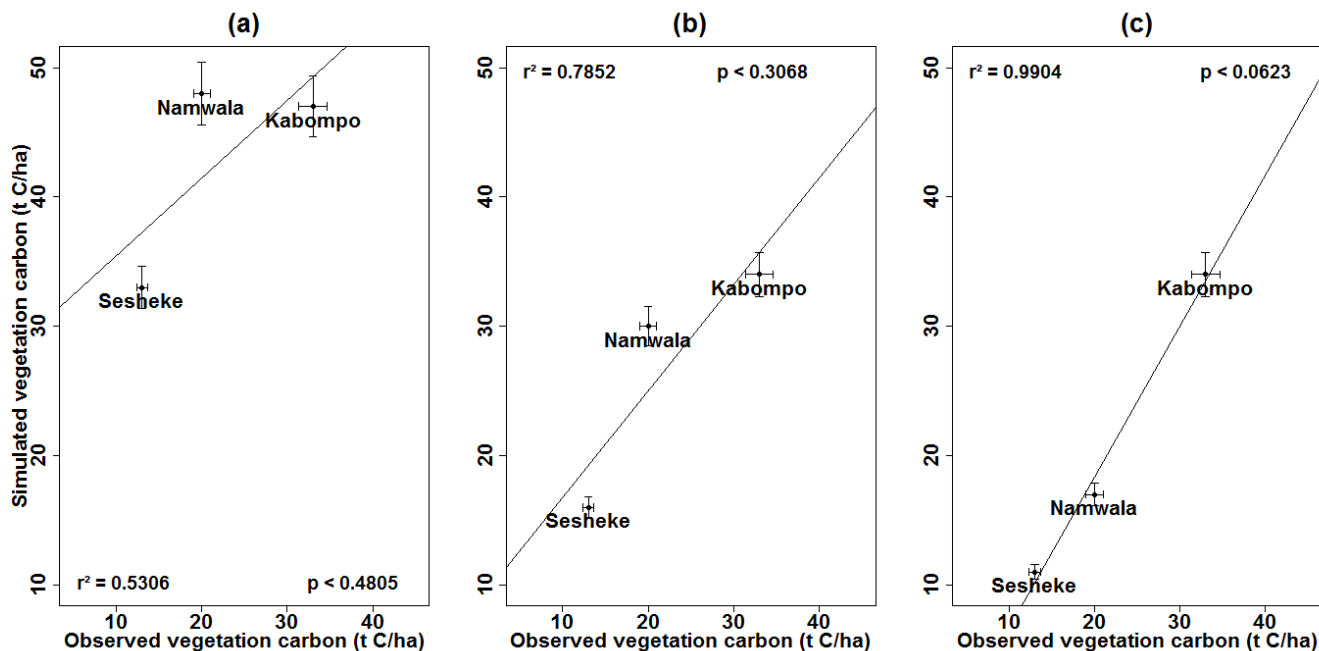 (a)
Simulated vegetation carbon (t C/ha)
50
40
30
20
10
Namwala
Kabompo
Sesheke
r² = 0.5306 p < 0.4805
10 20 30 40
Observed vegetation carbon (t C/ha)
(b)
r² = 0.7852 p < 0.3068
50
40
30
20
10
Kabompo
Namwala
Sesheke
10 20 30 40
Observed vegetation carbon (t C/ha)
(c)
r² = 0.9904 p < 0.0623
50
40
30
20
10
Kabompo
Namwala
Sesheke
10 20 30 40
Observed vegetation carbon (t C/ha)